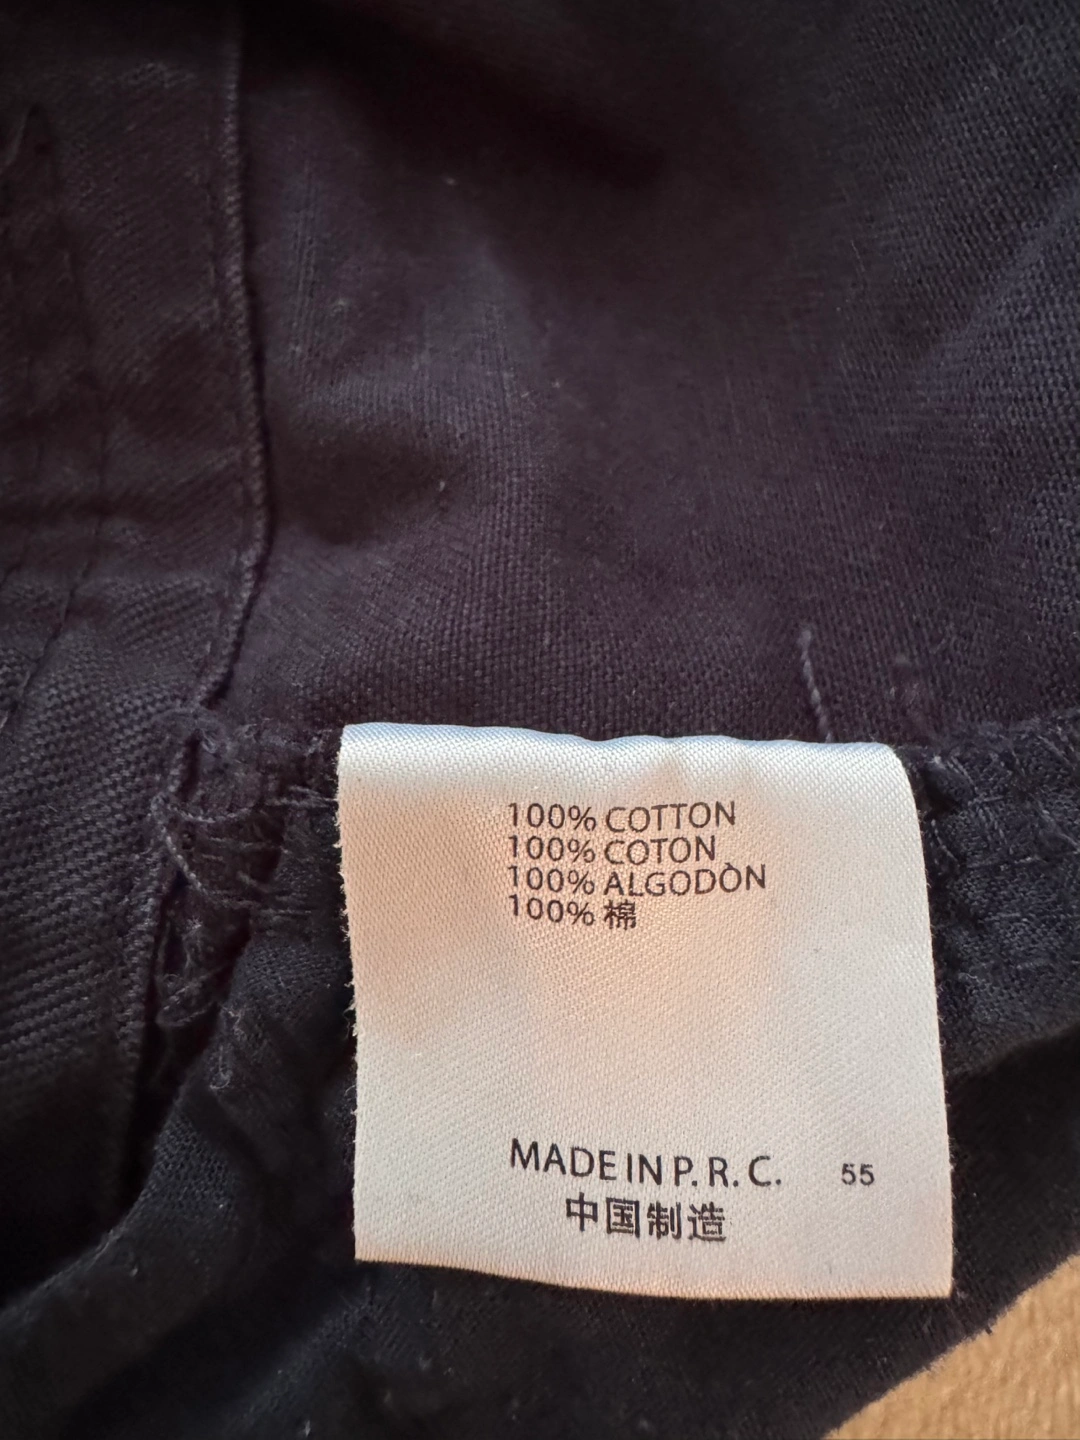 100% COTTON
100% COTON
100% ALGODÒN
100% 棉
MADE IN P. R. C. 55
中国制造